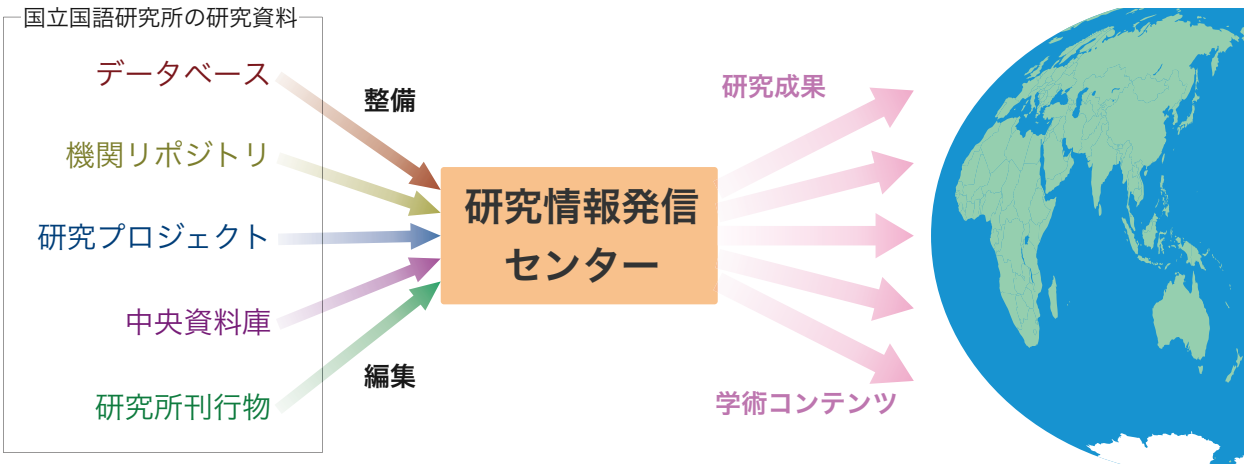 国立国語研究所の研究資料
データベース
機関リポジトリ
研究プロジェクト
中央資料庫
研究所刊行物
整備
編集
研究情報発信
センター
研究成果
学術コンテンツ